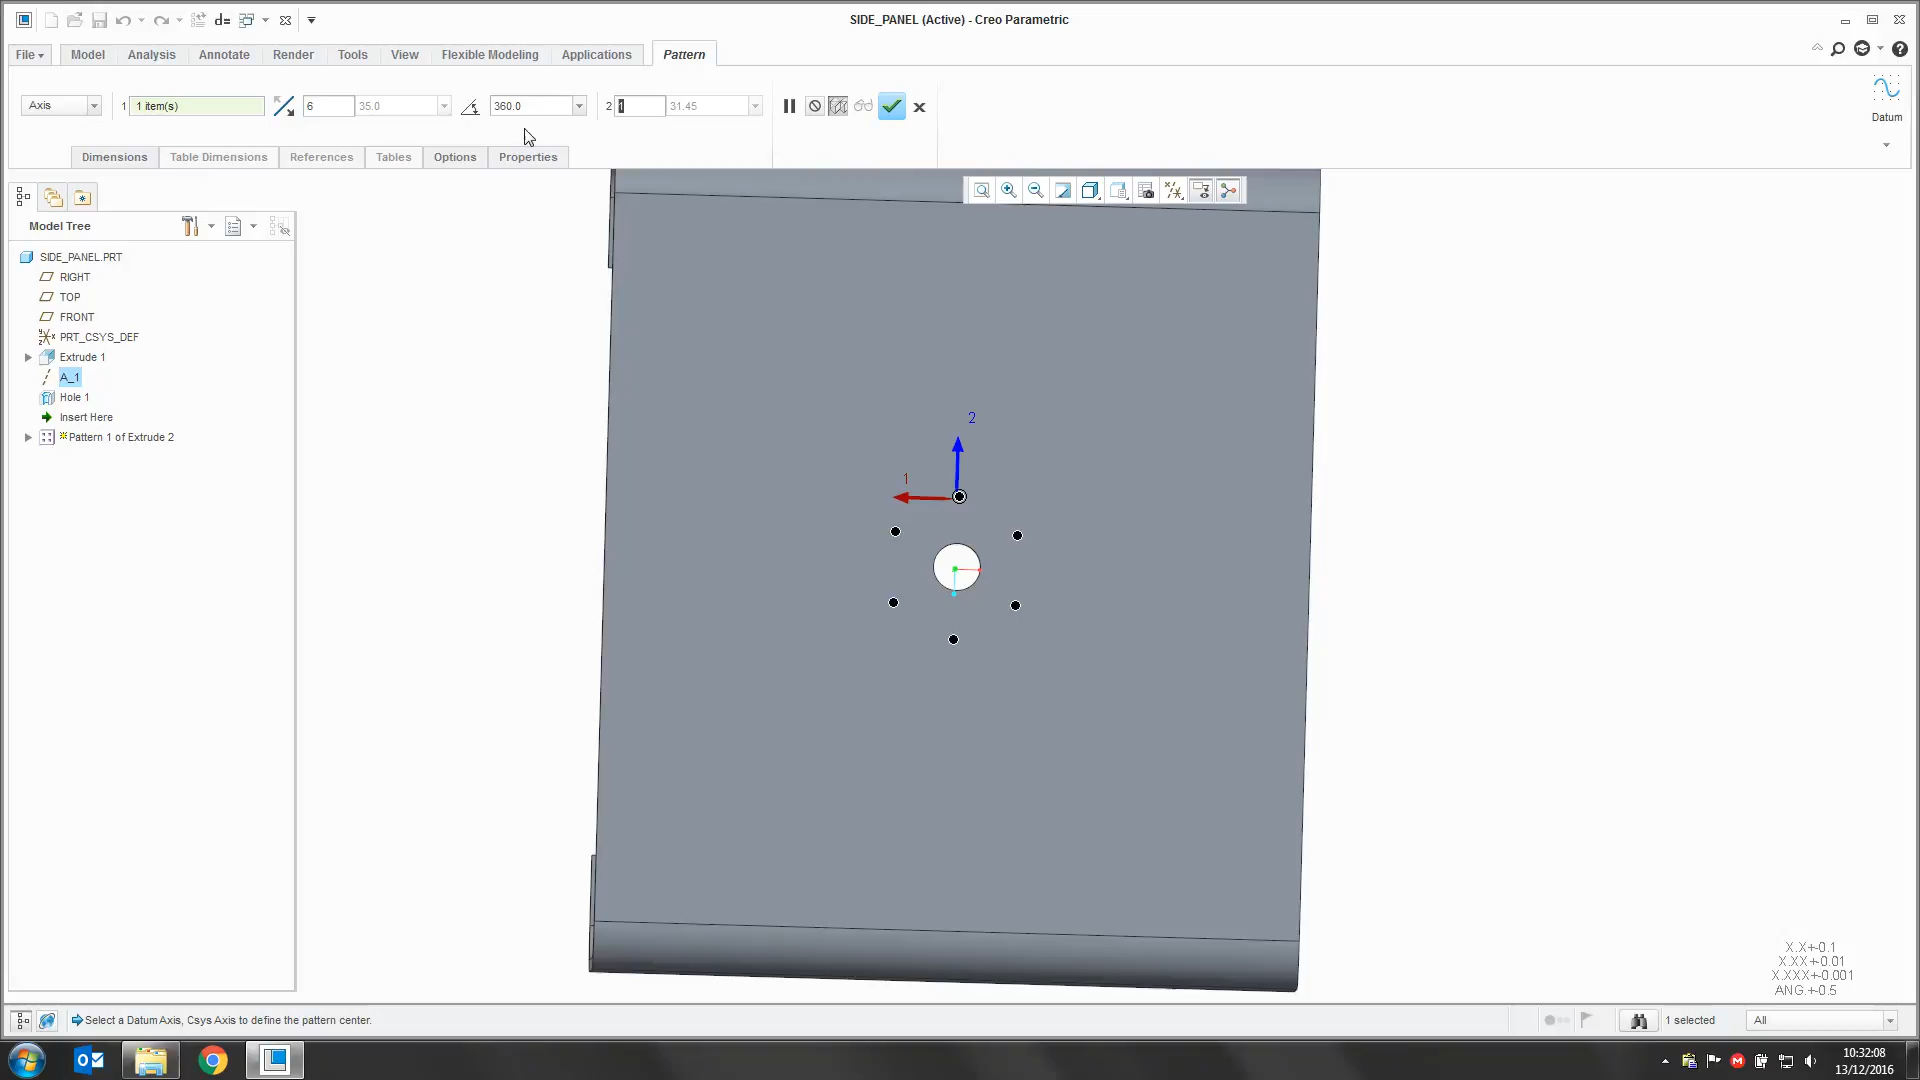 d=
SIDE_PANEL (Active) - Creo Parametric
File Model Analysis Annotate Render Tools View Flexible Modeling Applications Pattern
Axis 1 1 item(s) 6 35.0 360.0 2 1 31.45
Datum
Dimensions Table Dimensions References Tables Options Properties
Model Tree
SIDE_PANEL.PRT
RIGHT
TOP
FRONT
PRT_CSYS_DEF
Extrude 1
A_1
Hole 1
Insert Here
Pattern 1 of Extrude 2
2
1
X.X+-0.1
X.XX+-0.01
X.XXX+-0.001
ANG.+-0.5
Select a Datum Axis, Csys Axis to define the pattern center.
1 selected
All
10:32:08
13/12/2016